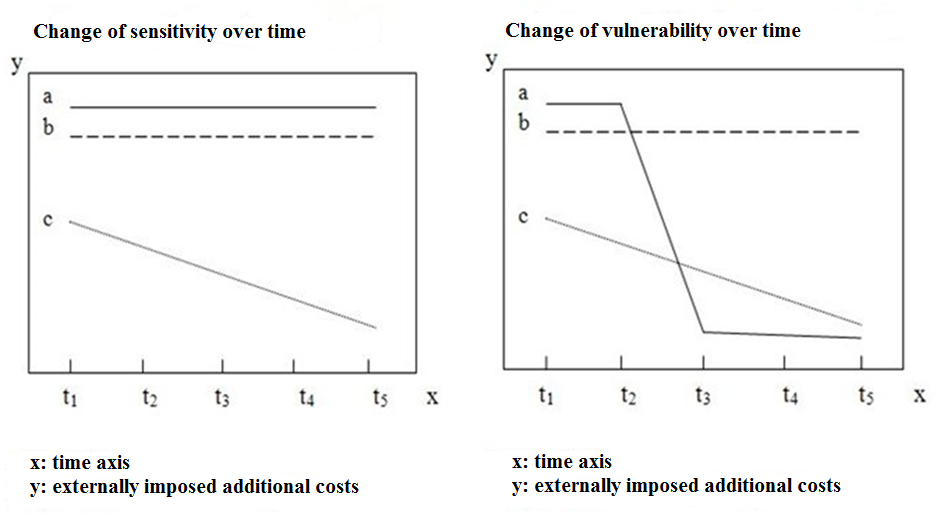 Change of sensitivity over time
y
a
b
c
t1 t2 t3 t4 t5 x
x: time axis
y: externally imposed additional costs
Change of vulnerability over time
y
a
b
c
t1 t2 t3 t4 t5 x
x: time axis
y: externally imposed additional costs